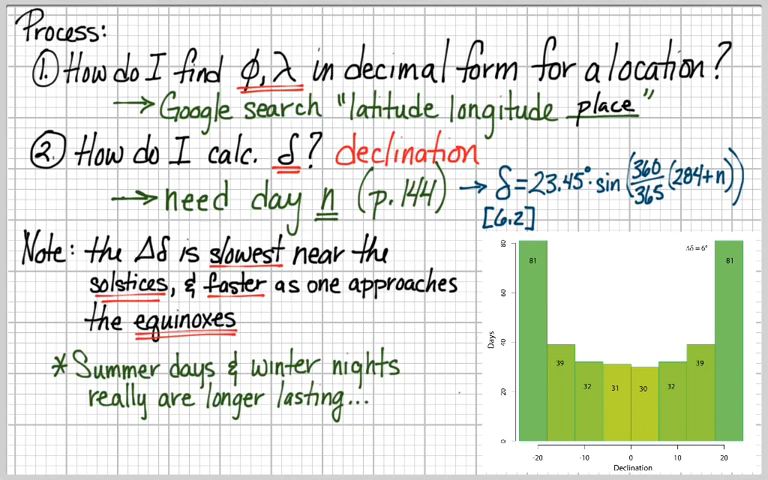 Process:
①. How do I find ϕ, λ in decimal form for a location?
→ Google search "latitude longitude place"
②. How do I calc. δ? declination
→ need day n (p. 144) → δ = 23.45° · sin(360/365 (284+n))
[6.2]
Note: the Δδ is slowest near the
solstices, & faster as one approaches
the equinoxes
* Summer days & winter nights
really are longer lasting...
Δδ = 6°
80
60
40
20
0
Days
81
39
32
31
30
32
39
81
-20
-10
0
10
20
Declination